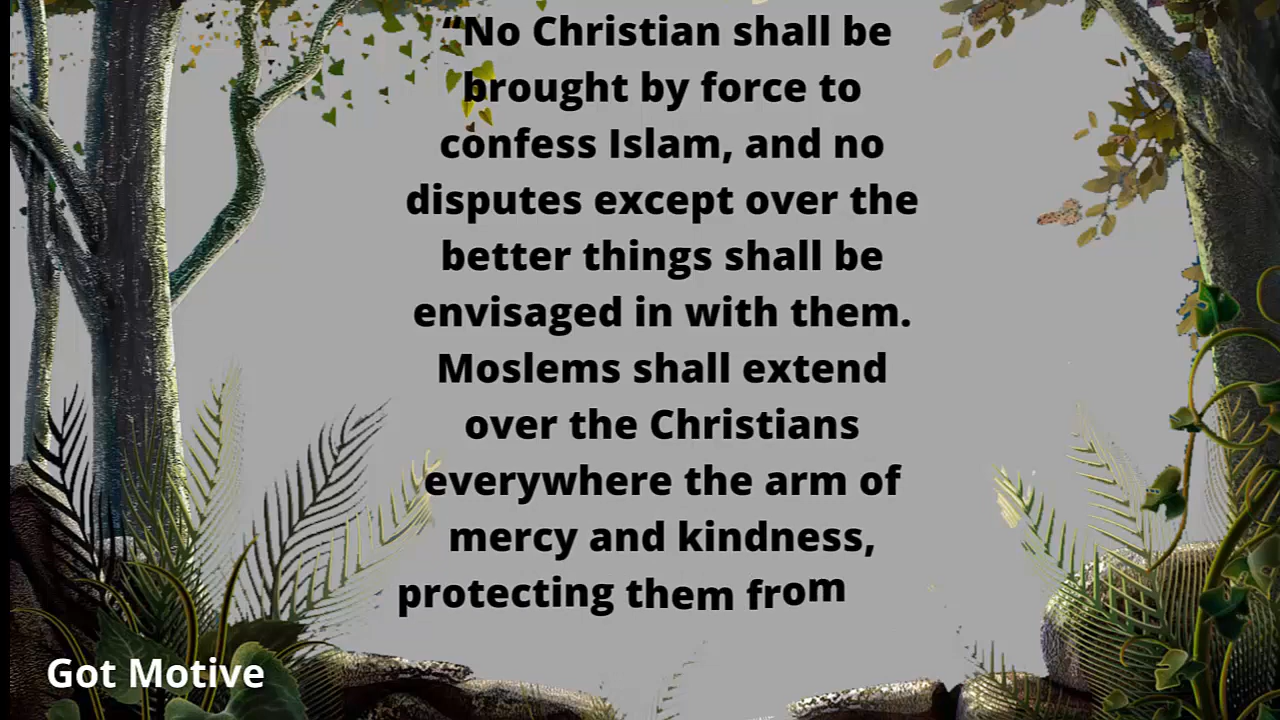 “No Christian shall be
brought by force to
confess Islam, and no
disputes except over the
better things shall be
envisaged in with them.
Moslems shall extend
over the Christians
everywhere the arm of
mercy and kindness,
protecting them from
Got Motive